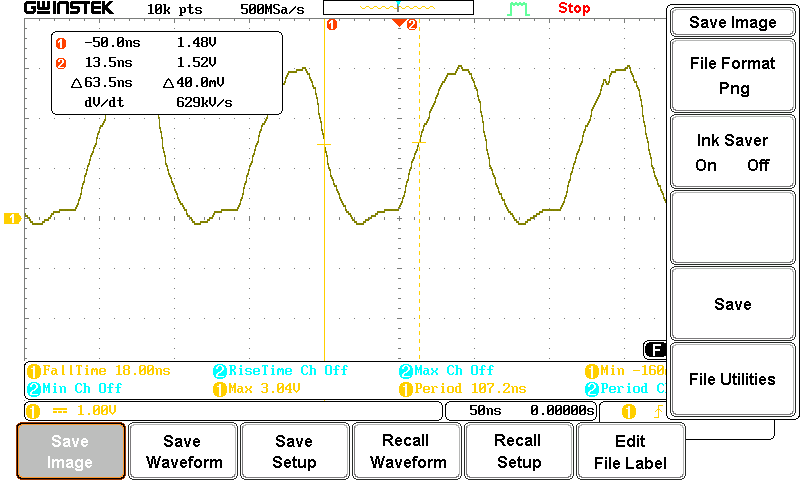 GWINSTEK 10k pts 500MSa/s Stop
1 2
1 -50.0ns 1.48V
2 13.5ns 1.52V
△63.5ns △40.0mV
dV/dt 629kV/s
1
F
1 FallTime 18.00ns 2 RiseTime Ch Off 2 Max Ch Off 1 Min -160
2 Min Ch Off 1 Max 3.04V 1 Period 107.2ns 2 Period C
1 1.00V 50ns 0.00000s 1
Save Image
File Format
Png
Ink Saver
On Off
Save
File Utilities
Save
Image
Save
Waveform
Save
Setup
Recall
Waveform
Recall
Setup
Edit
File Label